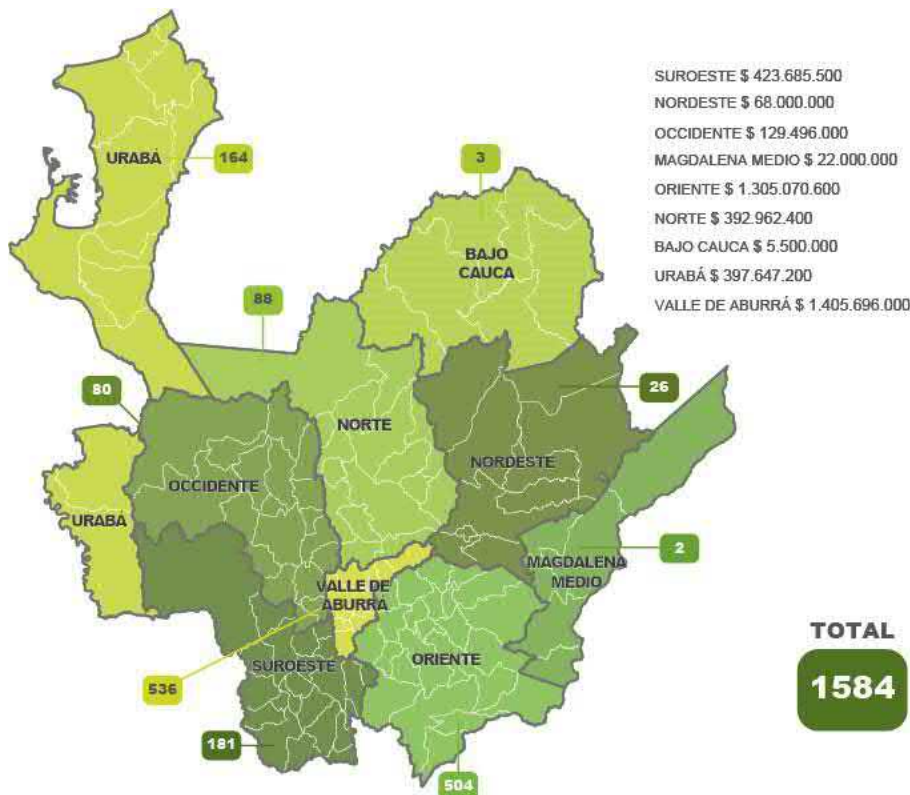 SUROESTE $ 423.685.500
NORDESTE $ 68.000.000
OCCIDENTE $ 129.496.000
MAGDALENA MEDIO $ 22.000.000
ORIENTE $ 1.305.070.600
NORTE $ 392.962.400
BAJO CAUCA $ 5.500.000
URABÁ $ 397.647.200
VALLE DE ABURRÁ $ 1.405.696.000
URABÁ
164
3
BAJO
CAUCA
88
80
26
NORTE
NORDESTE
OCCIDENTE
URABÁ
2
MAGDALENA
MEDIO
VALLE DE
ABURRÁ
SUROESTE
ORIENTE
536
181
504
TOTAL
1584